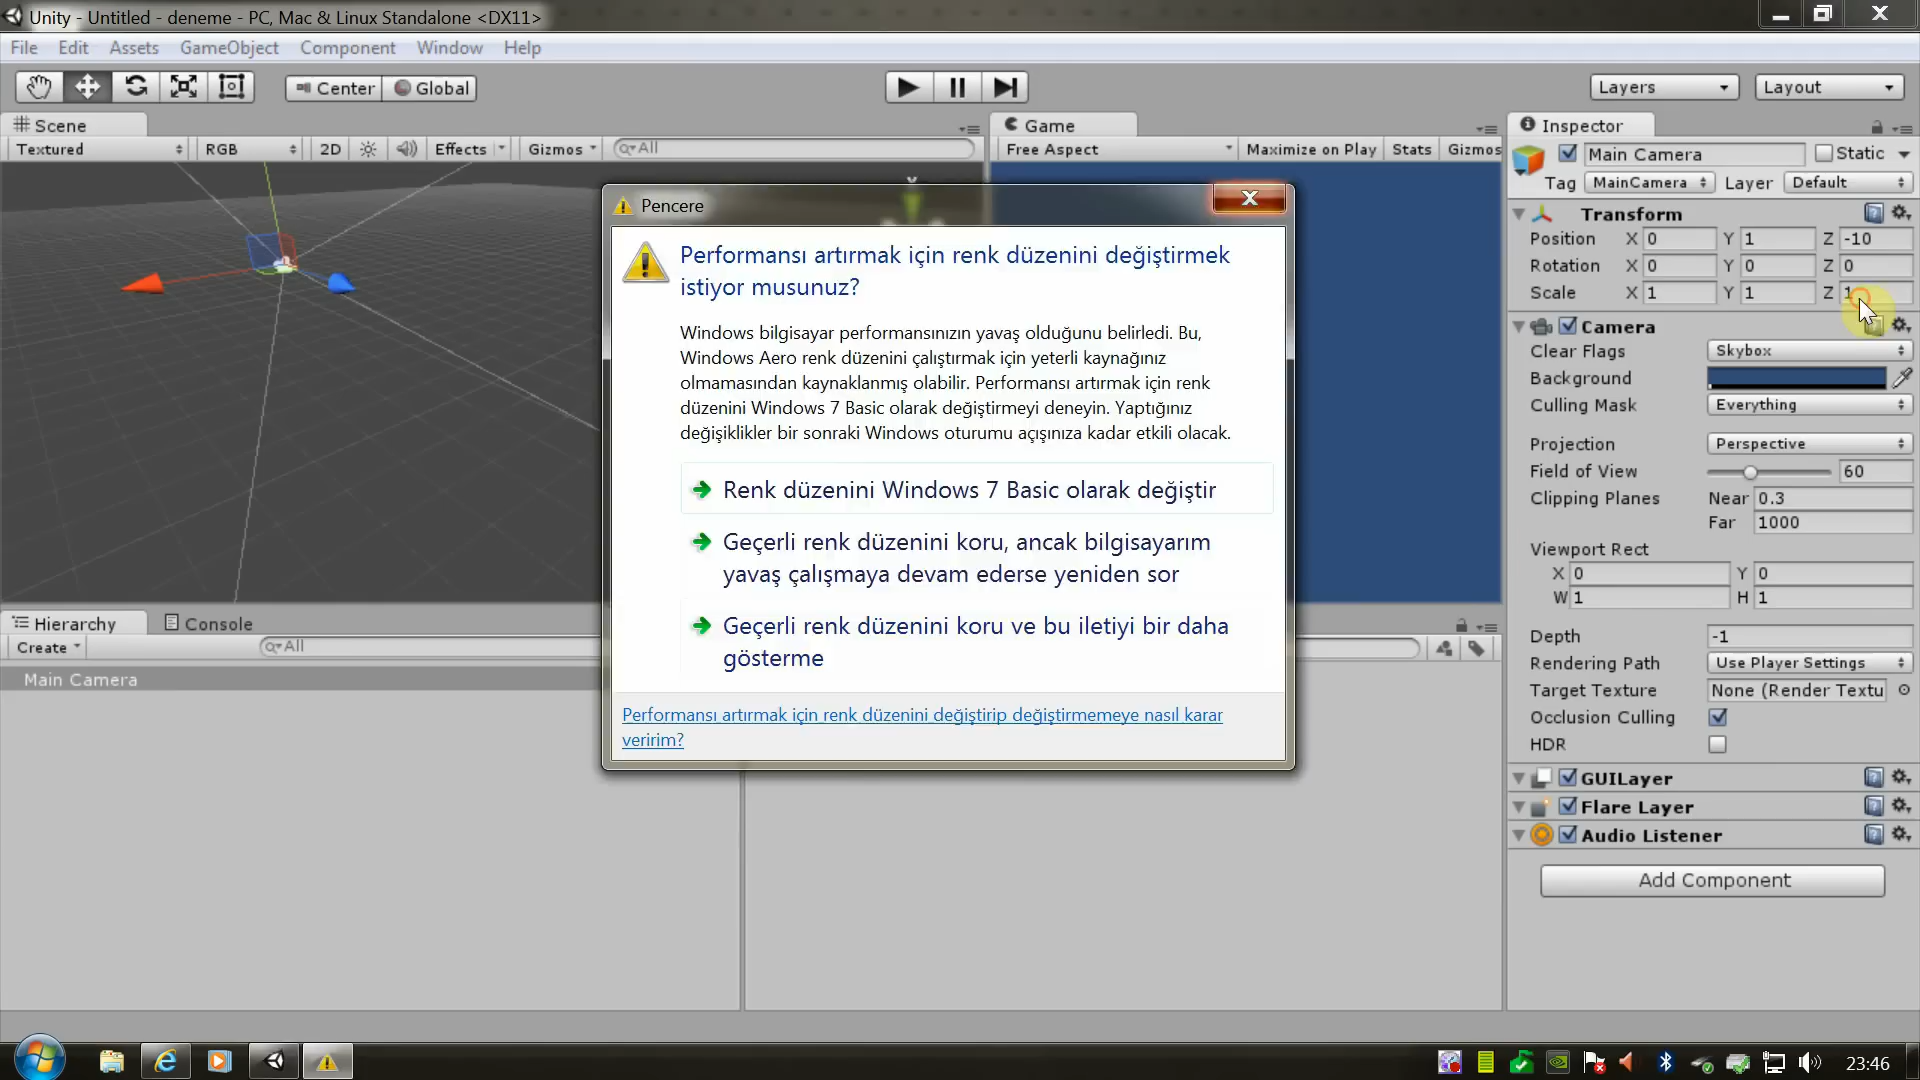 Unity - Untitled - deneme - PC, Mac & Linux Standalone <DX11>
File Edit Assets GameObject Component Window Help
Center Global
Layers Layout
Scene
Game
Inspector
Textured RGB 2D Effects Gizmos All
Free Aspect Maximize on Play Stats Gizmos
Main Camera Static
Tag MainCamera Layer Default
Transform
Position X 0 Y 1 Z -10
Rotation X 0 Y 0 Z 0
Scale X 1 Y 1 Z 1
Camera
Clear Flags Skybox
Background
Culling Mask Everything
Projection Perspective
Field of View 60
Clipping Planes Near 0.3
Far 1000
Viewport Rect
X 0 Y 0
W 1 H 1
Depth -1
Rendering Path Use Player Settings
Target Texture None (Render Textu
Occlusion Culling
HDR
GUILayer
Flare Layer
Audio Listener
Add Component
Pencere
Performansı artırmak için renk düzenini değiştirmek
istiyor musunuz?
Windows bilgisayar performansınızın yavaş olduğunu belirledi. Bu,
Windows Aero renk düzenini çalıştırmak için yeterli kaynağınız
olmamasından kaynaklanmış olabilir. Performansı artırmak için renk
düzenini Windows 7 Basic olarak değiştirmeyi deneyin. Yaptığınız
değişiklikler bir sonraki Windows oturumu açışınıza kadar etkili olacak.
Renk düzenini Windows 7 Basic olarak değiştir
Geçerli renk düzenini koru, ancak bilgisayarım
yavaş çalışmaya devam ederse yeniden sor
Geçerli renk düzenini koru ve bu iletiyi bir daha
gösterme
Performansı artırmak için renk düzenini değiştirip değiştirmemeye nasıl karar
veririm?
Hierarchy Console
Create All
Main Camera
23:46